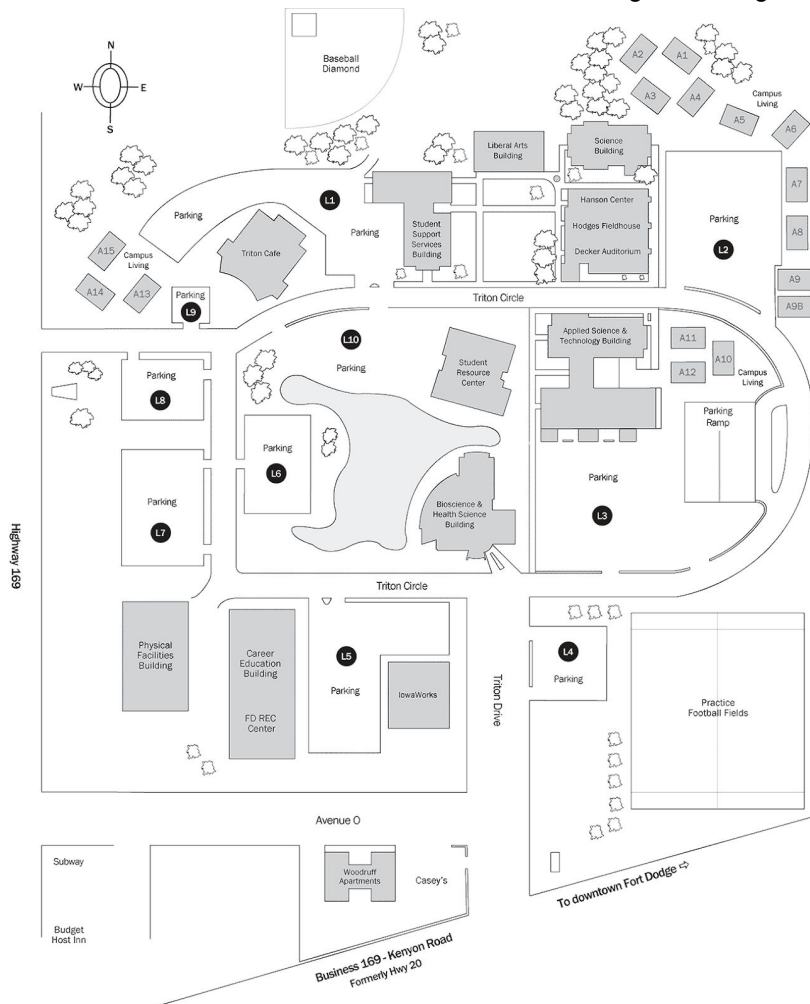 N
W
E
S
Baseball
Diamond
A2
A1
A3
A4
Campus
Living
A5
A6
Liberal Arts
Building
Science
Building
A7
L1
Parking
Parking
Student
Support
Services
Building
Hanson Center
Hodges Fieldhouse
Decker Auditorium
Parking
L2
A8
A15
Campus
Living
A14
A13
Triton Cafe
A9
A9B
Parking
L9
Triton Circle
L10
Parking
Student
Resource
Center
Applied Science &
Technology Building
A11
A10
A12
Campus
Living
Parking
L8
Parking
Ramp
Parking
L6
Parking
L7
Bioscience &
Health Science
Building
Parking
L3
Highway 169
Triton Circle
Physical
Facilities
Building
Career
Education
Building
FD REC
Center
L5
Parking
IowaWorks
Triton Drive
L4
Parking
Practice
Football Fields
Avenue O
Subway
Budget
Host Inn
Woodruff
Apartments
Casey's
To downtown Fort Dodge
Business 169 - Kenyon Road
Formerly Hwy 20